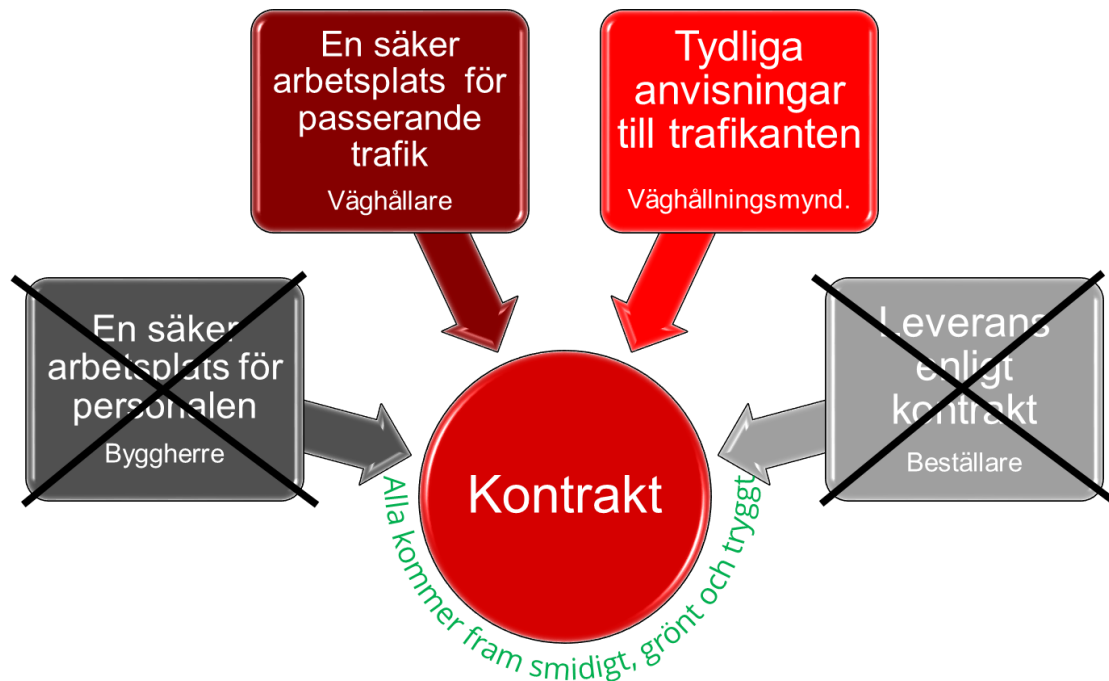 En säker
arbetsplats för
passerande
trafik
Väghållare
Tydliga
anvisningar
till trafikanten
Väghållningsmynd.
En säker
arbetsplats för
personalen
Byggherre
Leverans
enligt
kontrakt
Beställare
Kontrakt
Alla kommer fram smidigt, grönt och tryggt